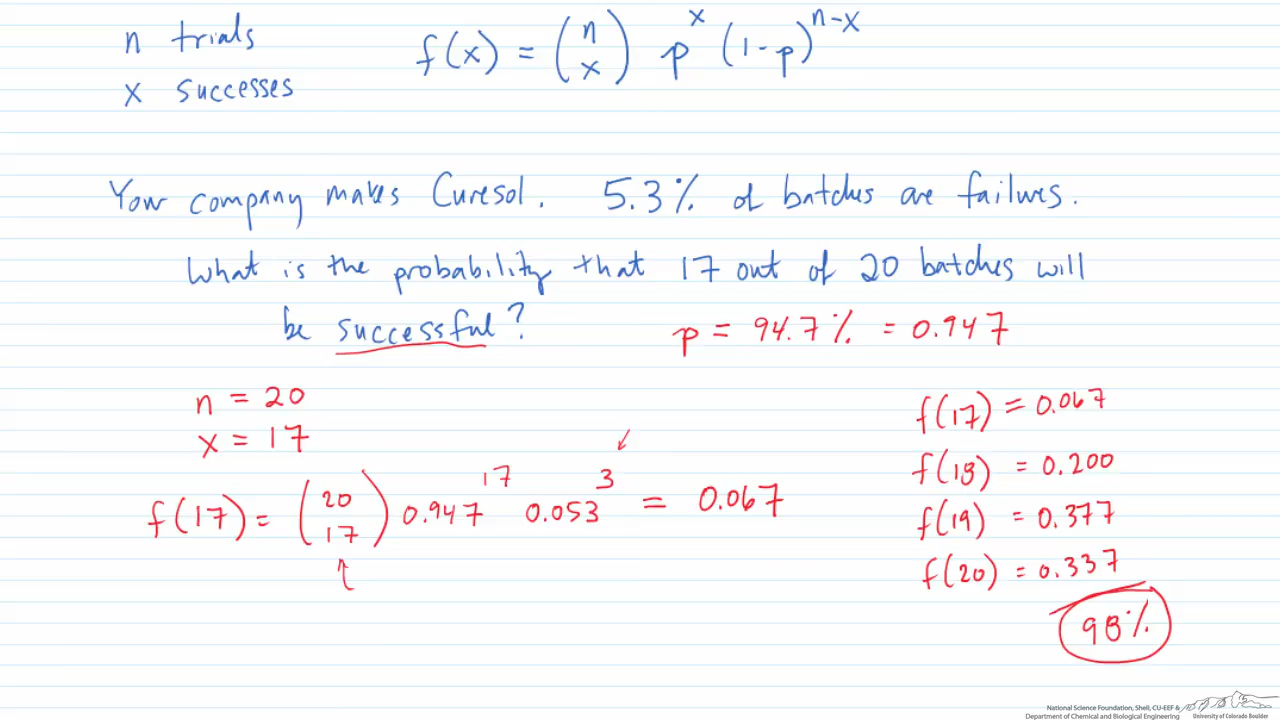 n trials
f(x) = (n x) p^x (1-p)^n-x
x successes
Your company makes Curesol. 5.3% of batches are failures.
What is the probability that 17 out of 20 batches will
be successful?
p = 94.7% = 0.947
n = 20
x = 17
f(17) = (20 17) 0.947^17 0.053^3 = 0.067
f(17) = 0.067
f(18) = 0.200
f(19) = 0.377
f(20) = 0.337
98%
National Science Foundation, Shell, CU-EEF &
Department of Chemical and Biological Engineering
University of Colorado Boulder